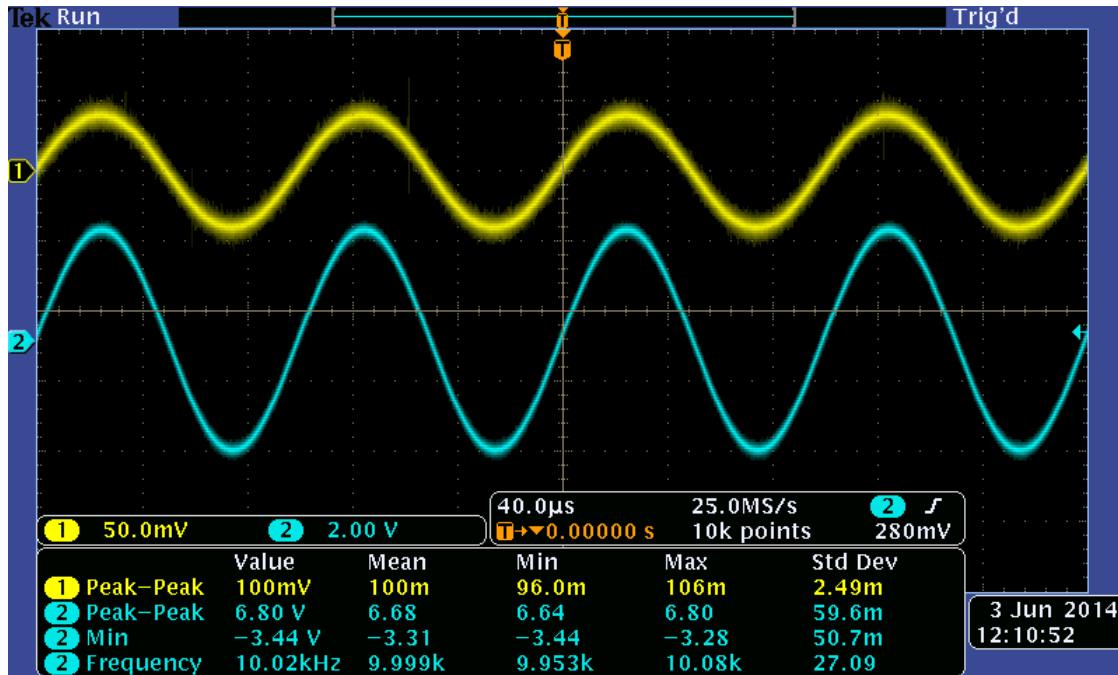 Tek Run Trig'd
T
T
1
2
40.0µs 25.0MS/s 2
1 50.0mV 2 2.00 V T→▼0.00000 s 10k points 280mV
Value Mean Min Max Std Dev
1 Peak-Peak 100mV 100m 96.0m 106m 2.49m
2 Peak-Peak 6.80 V 6.68 6.64 6.80 59.6m
2 Min -3.44 V -3.31 -3.44 -3.28 50.7m
2 Frequency 10.02kHz 9.999k 9.953k 10.08k 27.09
3 Jun 2014
12:10:52